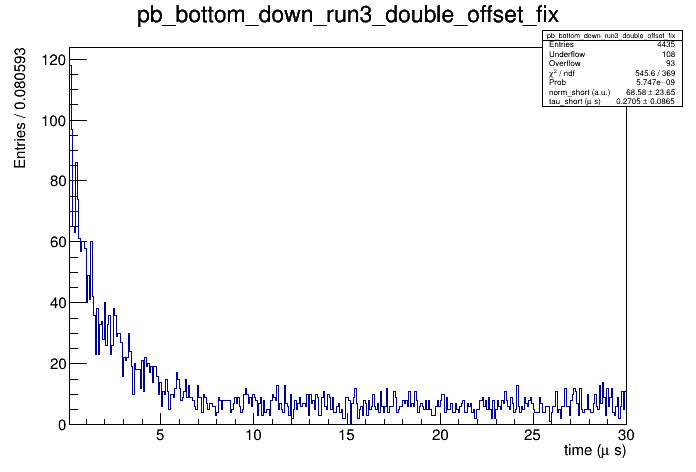 pb_bottom_down_run3_double_offset_fix
pb_bottom_down_run3_double_offset_fix
Entries 4435
Underflow 108
Overflow 93
χ² / ndf 545.6 / 369
Prob 5.747e−09
norm_short (a.u.) 68.58 ± 23.65
tau_short (μ s) 0.2705 ± 0.0865
Entries / 0.080593
120
100
80
60
40
20
0
5 10 15 20 25 30
time (μ s)